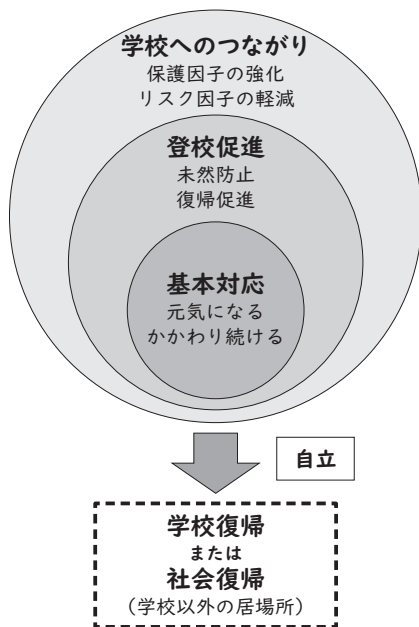 学校へのつながり
保護因子の強化
リスク因子の軽減
登校促進
未然防止
復帰促進
基本対応
元気になる
かかわり続ける
自立
学校復帰
または
社会復帰
（学校以外の居場所）